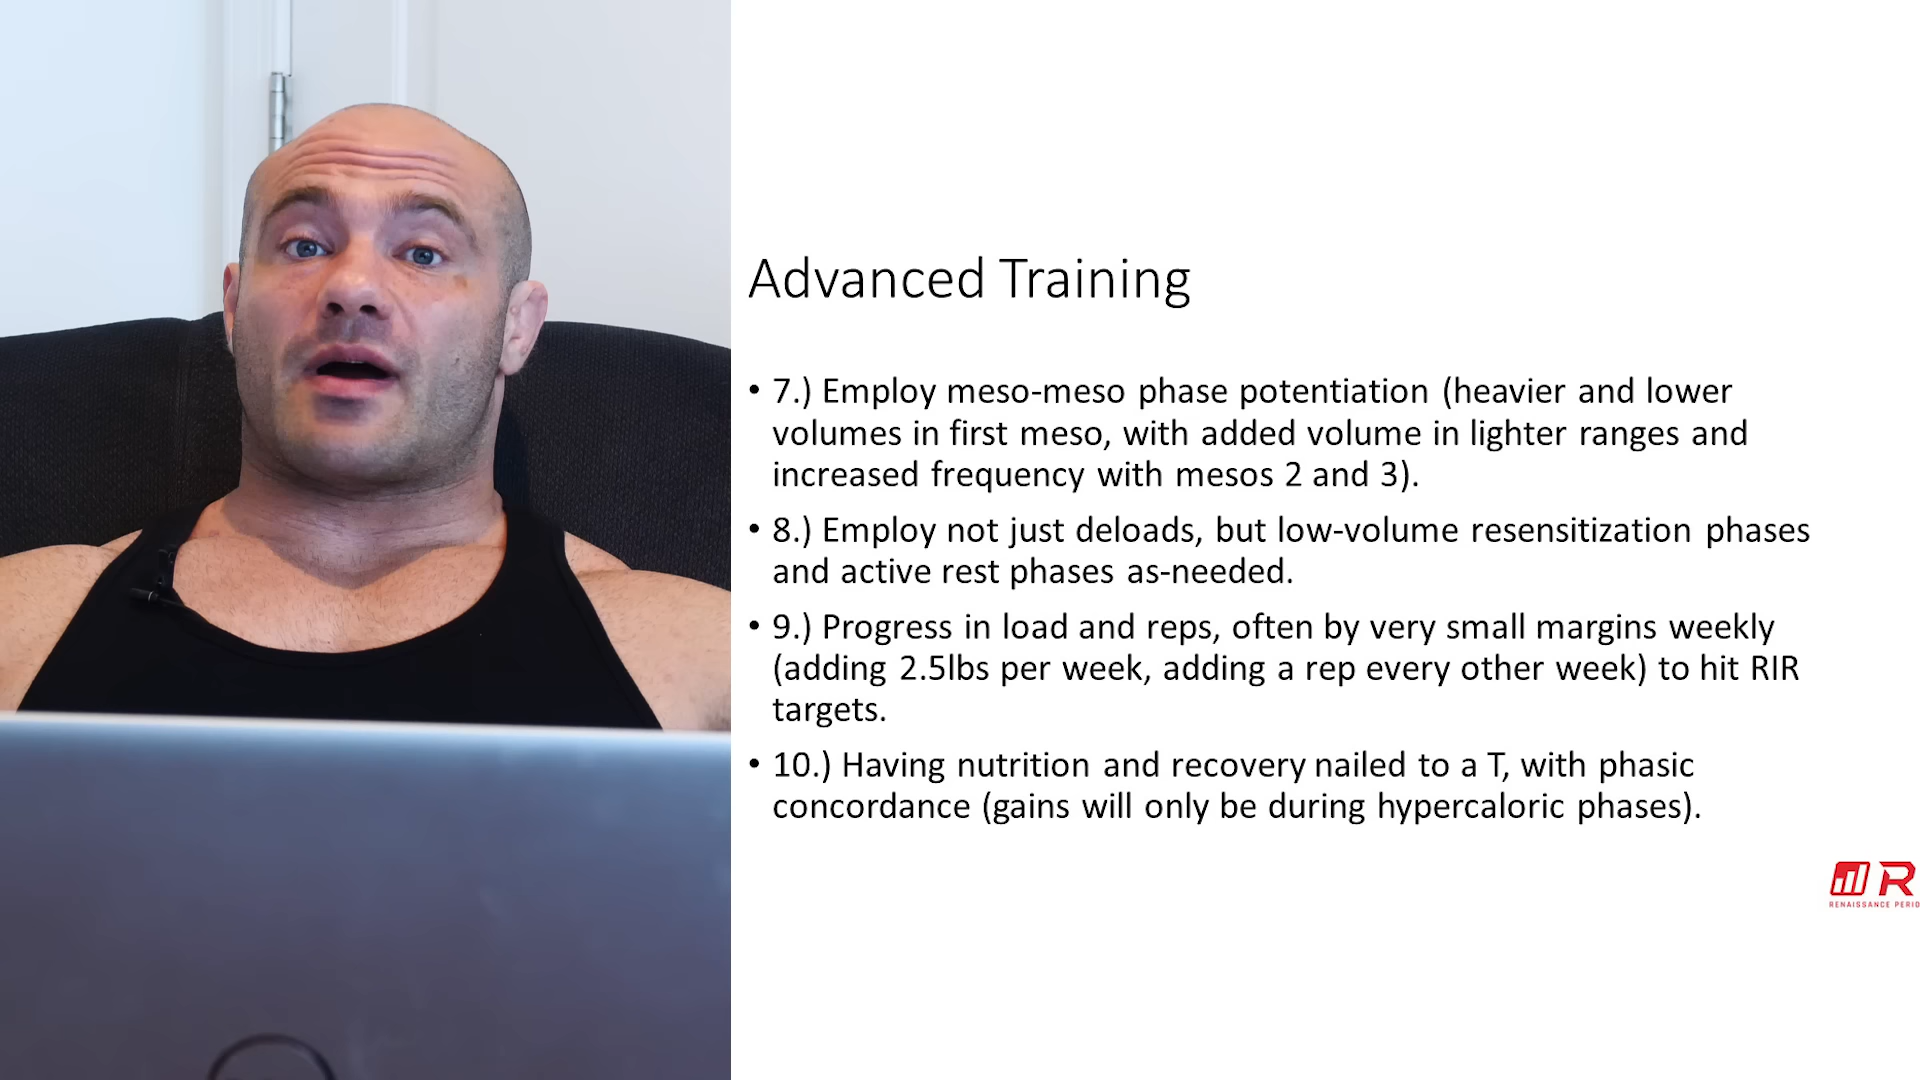 Advanced Training
• 7.) Employ meso-meso phase potentiation (heavier and lower
volumes in first meso, with added volume in lighter ranges and
increased frequency with mesos 2 and 3).
• 8.) Employ not just deloads, but low-volume resensitization phases
and active rest phases as-needed.
• 9.) Progress in load and reps, often by very small margins weekly
(adding 2.5lbs per week, adding a rep every other week) to hit RIR
targets.
• 10.) Having nutrition and recovery nailed to a T, with phasic
concordance (gains will only be during hypercaloric phases).
R
RENAISSANCE PERIO